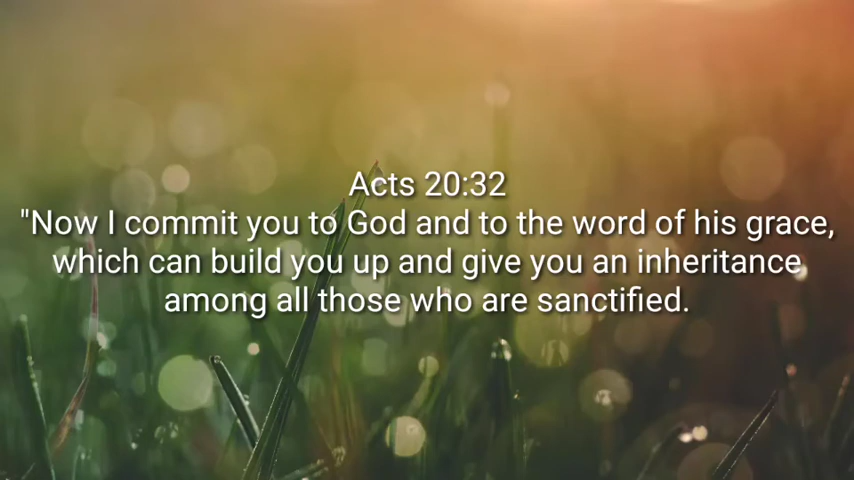 Acts 20:32
"Now I commit you to God and to the word of his grace,
which can build you up and give you an inheritance
among all those who are sanctified.